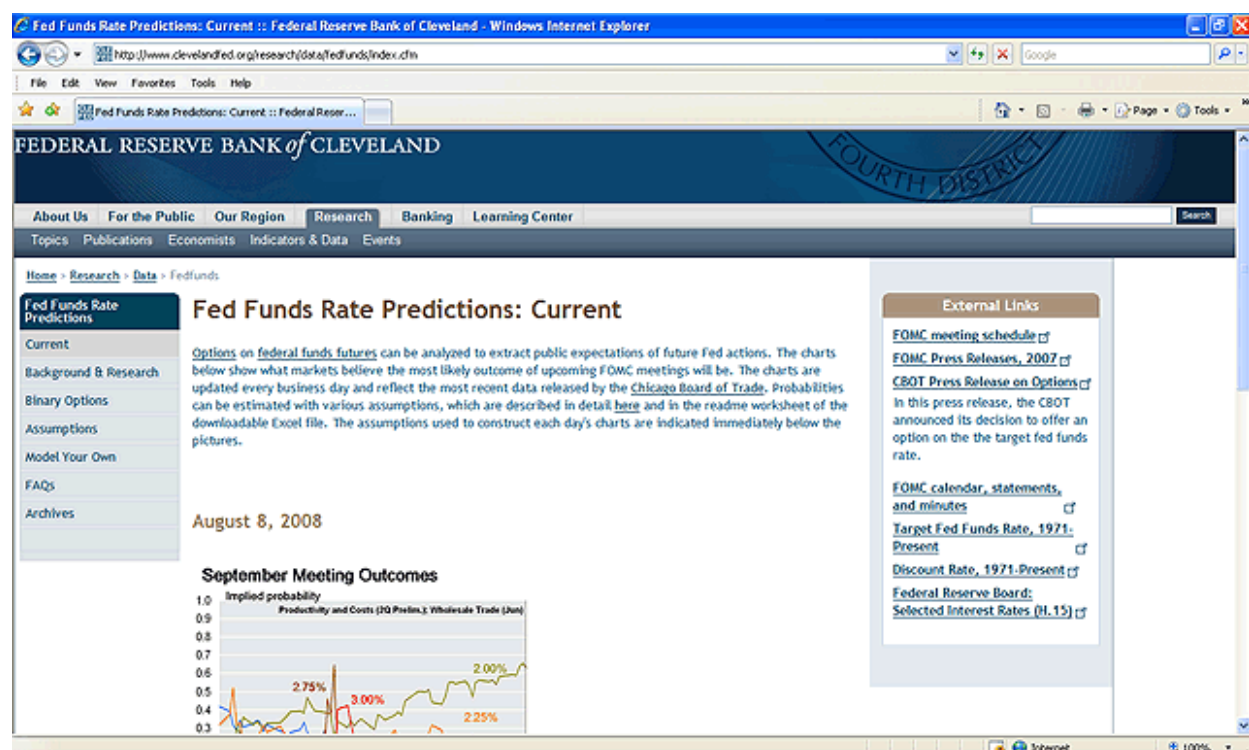 Fed Funds Rate Predictions: Current :: Federal Reserve Bank of Cleveland - Windows Internet Explorer
http://www.clevelandfed.org/research/data/fedfunds/index.cfm
Google
File Edit View Favorites Tools Help
Fed Funds Rate Predictions: Current :: Federal Reser...
Page Tools
FEDERAL RESERVE BANK of CLEVELAND
FOURTH DISTRICT
About Us For the Public Our Region Research Banking Learning Center
Search
Topics Publications Economists Indicators & Data Events
Home > Research > Data > Fedfunds
Fed Funds Rate
Predictions
Current
Background & Research
Binary Options
Assumptions
Model Your Own
FAQs
Archives
Fed Funds Rate Predictions: Current
Options on federal funds futures can be analyzed to extract public expectations of future Fed actions. The charts
below show what markets believe the most likely outcome of upcoming FOMC meetings will be. The charts are
updated every business day and reflect the most recent data released by the Chicago Board of Trade. Probabilities
can be estimated with various assumptions, which are described in detail here and in the readme worksheet of the
downloadable Excel file. The assumptions used to construct each day's charts are indicated immediately below the
pictures.
August 8, 2008
September Meeting Outcomes
Implied probability
Productivity and Costs (2Q Prelim.); Wholesale Trade (Jun)
1.0
0.9
0.8
0.7
0.6
0.5
0.4
0.3
2.75%
3.00%
2.00%
2.25%
External Links
FOMC meeting schedule
FOMC Press Releases, 2007
CBOT Press Release on Options
In this press release, the CBOT
announced its decision to offer an
option on the the target fed funds
rate.
FOMC calendar, statements,
and minutes
Target Fed Funds Rate, 1971-
Present
Discount Rate, 1971-Present
Federal Reserve Board:
Selected Interest Rates (H.15)
Internet
100%